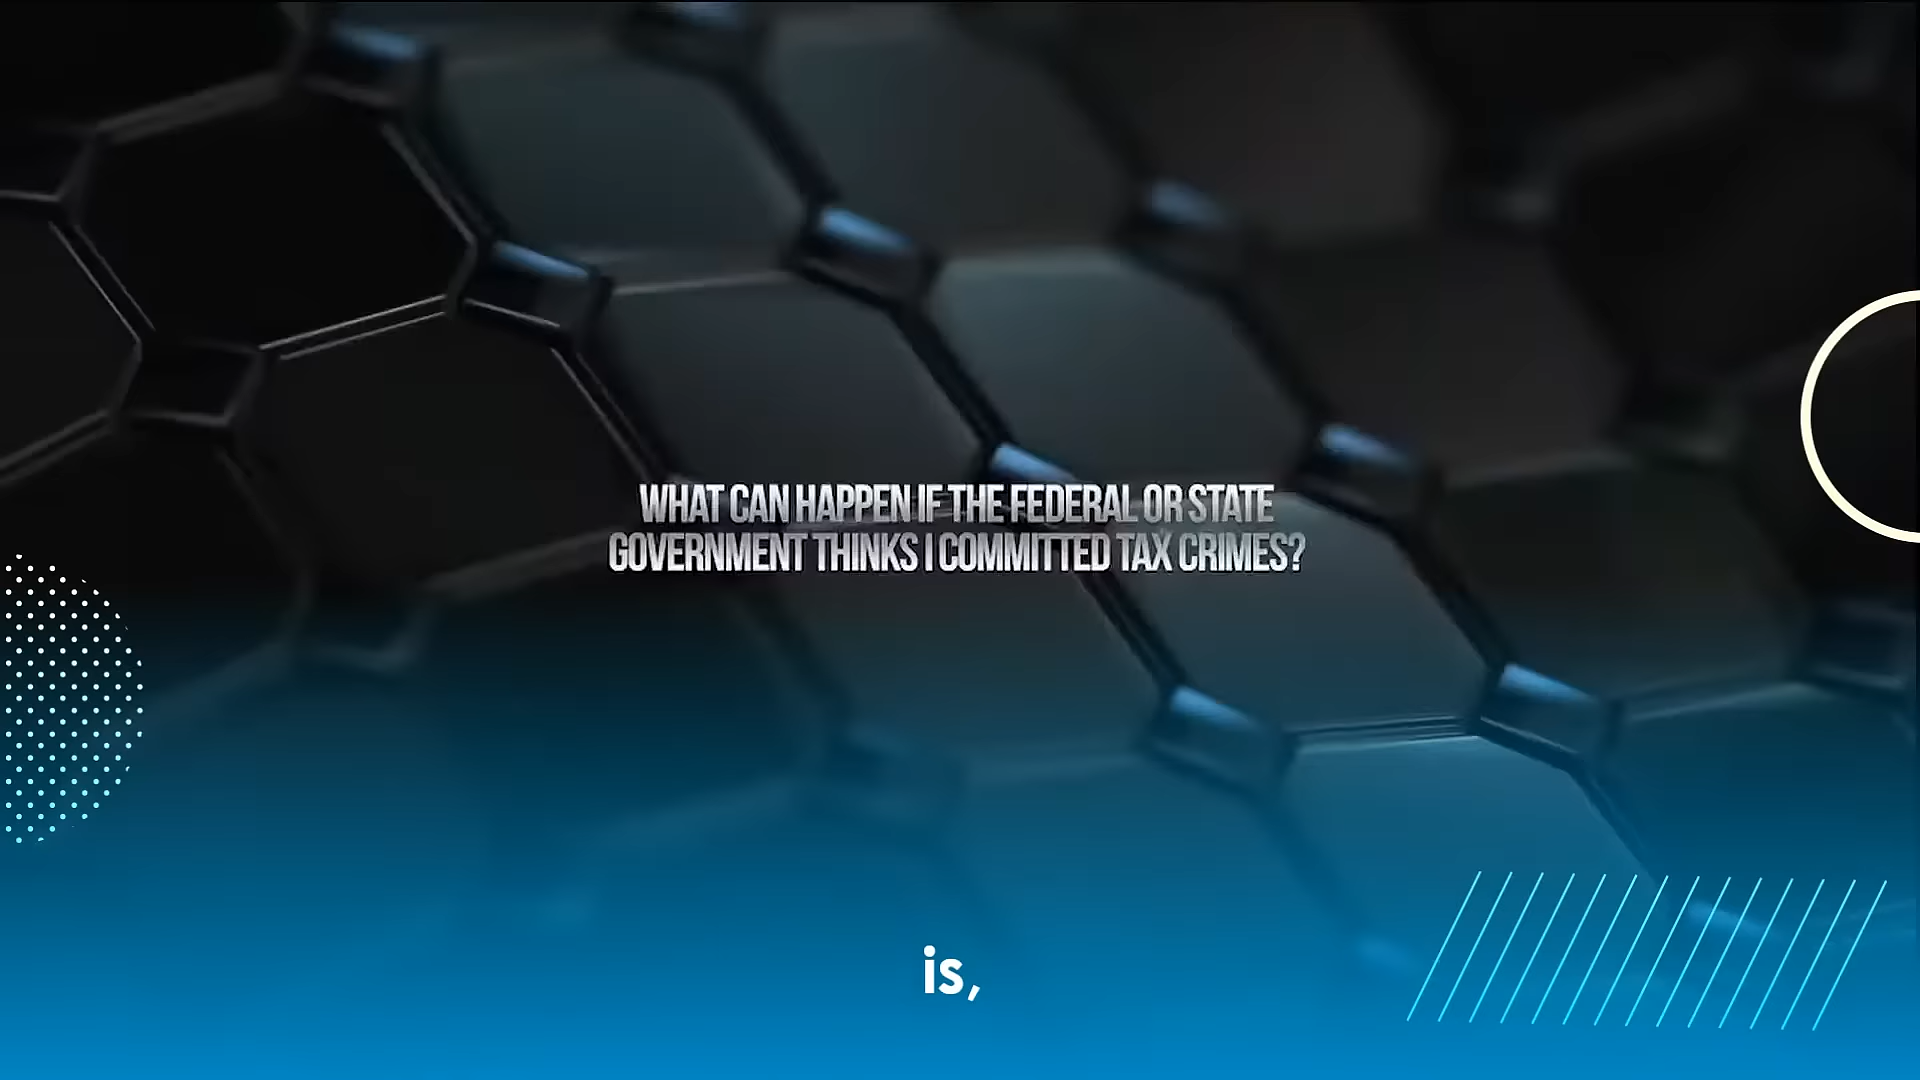 WHAT CAN HAPPEN IF THE FEDERAL OR STATE
GOVERNMENT THINKS I COMMITTED TAX CRIMES?
is,